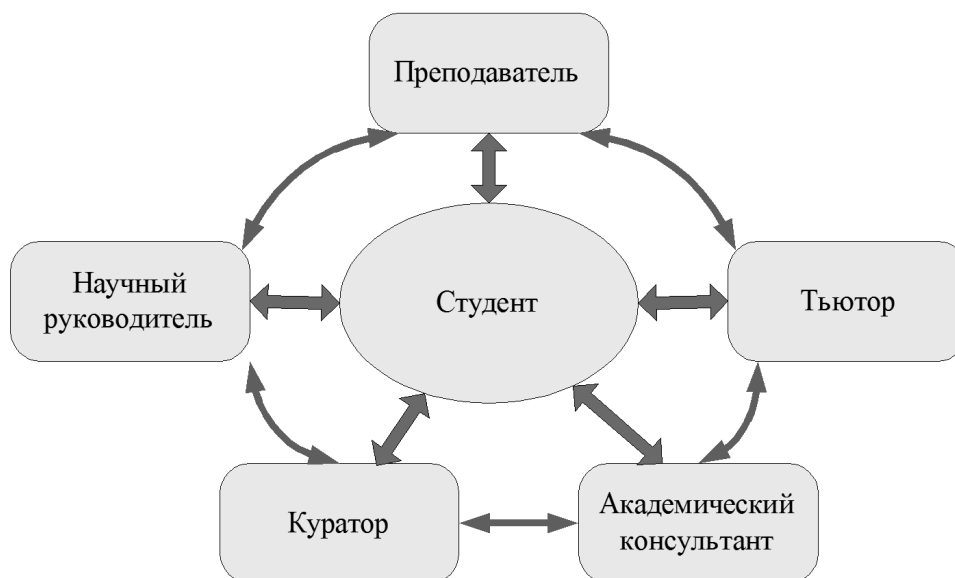 Преподаватель
Научный
руководитель
Студент
Тьютор
Куратор
Академический
консультант